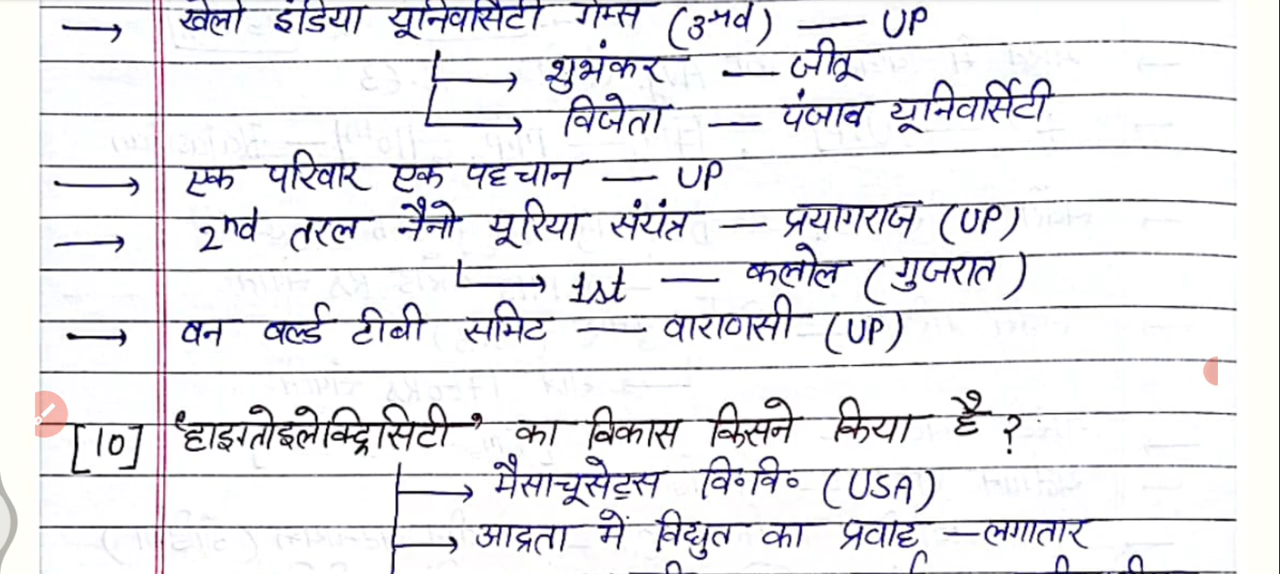 → खेलो इंडिया यूनिवर्सिटी गेम्स (3rd) — UP
→ शुभंकर — जीतू
→ विजेता — पंजाब यूनिवर्सिटी
→ एक परिवार एक पहचान — UP
→ 2nd तरल नैनो यूरिया संयंत्र — प्रयागराज (UP)
→ 1st — कलोल (गुजरात)
→ वन वर्ल्ड टीबी समिट — वाराणसी (UP)
[10] 'हाइग्रोइलेक्ट्रिसिटी' का विकास किसने किया है ?
→ मैसाचूसेट्स वि॰वि॰ (USA)
→ आद्रता में विद्युत का प्रवाह — लगातार